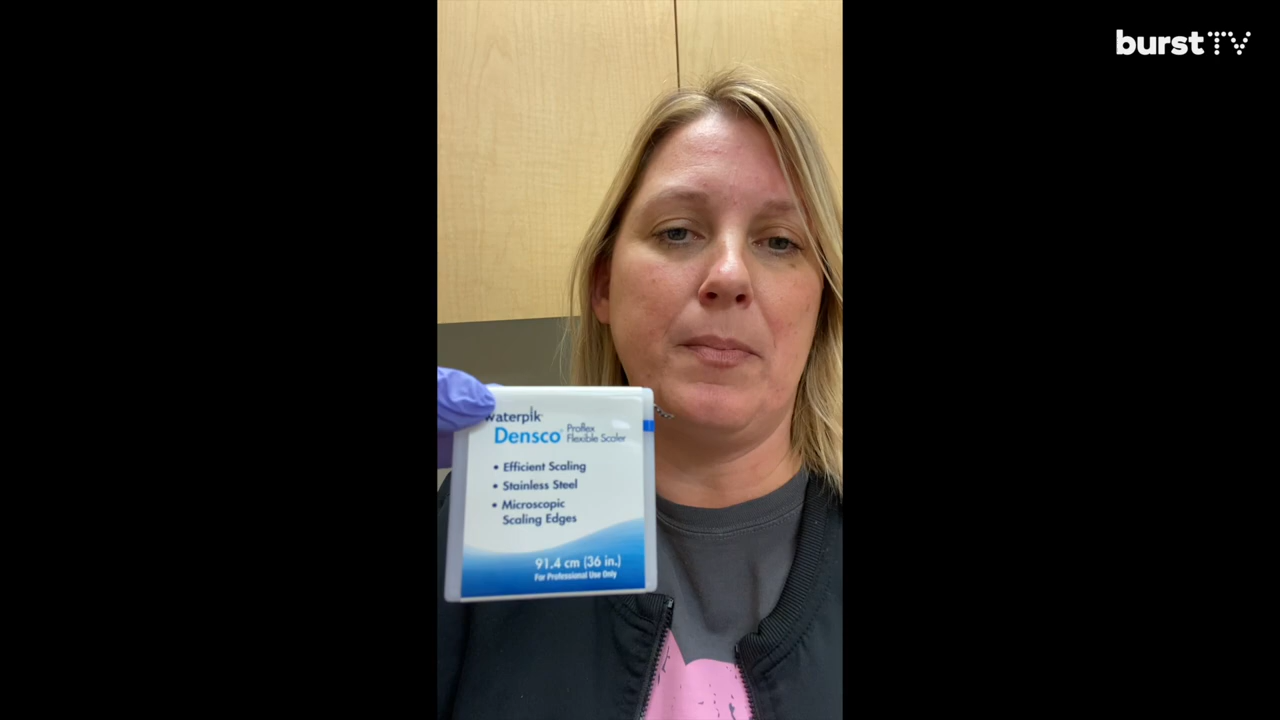 burst TV
waterpik
Densco Proflex
Flexible Scaler
• Efficient Scaling
• Stainless Steel
• Microscopic
Scaling Edges
91.4 cm (36 in.)
For Professional Use Only